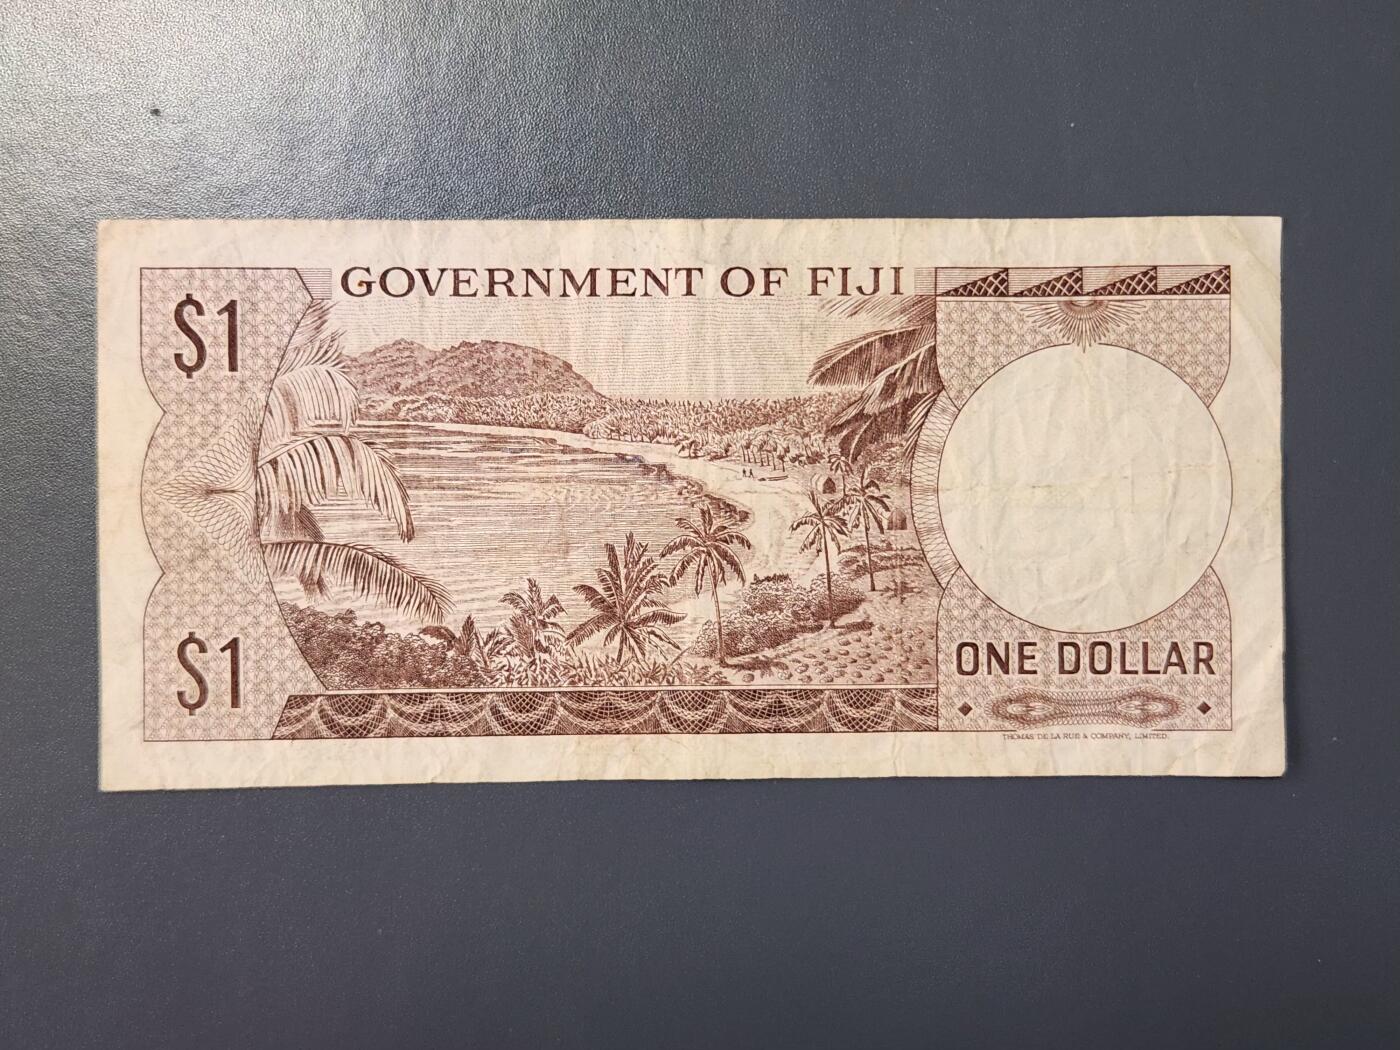 GOVERNMENT OF FIJI
$1
$1
ONE DOLLAR
THOMAS DE LA RUE & COMPANY, LIMITED.